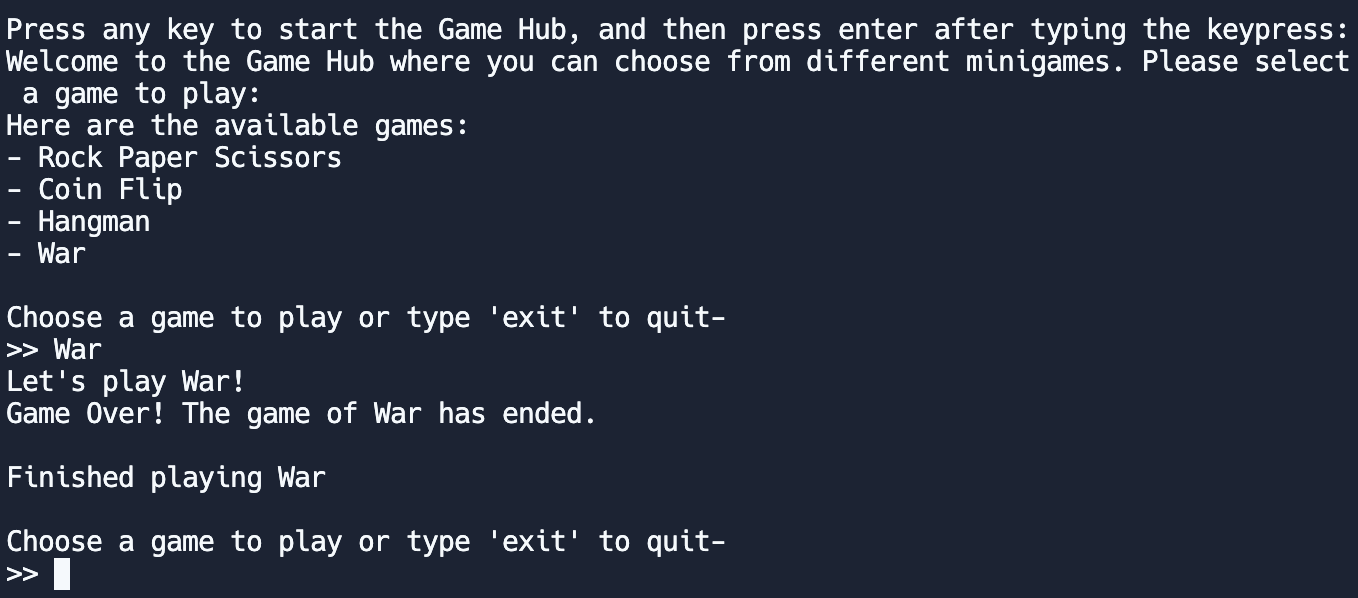 Press any key to start the Game Hub, and then press enter after typing the keypress:
Welcome to the Game Hub where you can choose from different minigames. Please select
 a game to play:
Here are the available games:
- Rock Paper Scissors
- Coin Flip
- Hangman
- War

Choose a game to play or type 'exit' to quit-
>> War
Let's play War!
Game Over! The game of War has ended.

Finished playing War

Choose a game to play or type 'exit' to quit-
>>